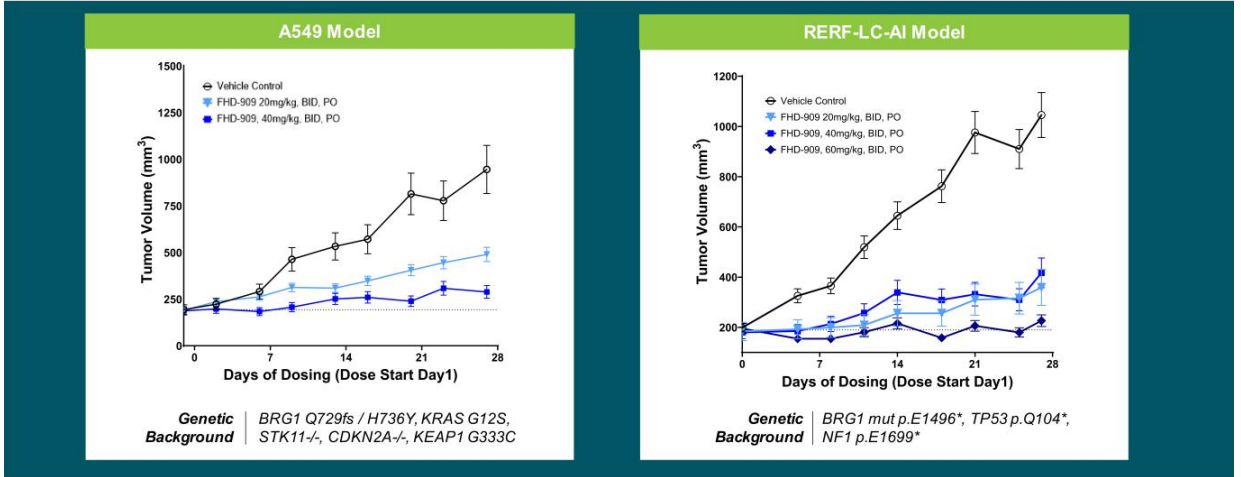 A549 Model
Tumor Volume (mm³)
1500
1250
1000
750
500
250
0
Vehicle Control
FHD-909 20mg/kg, BID, PO
FHD-909, 40mg/kg, BID, PO
0 7 14 21 28
Days of Dosing (Dose Start Day1)
Genetic
Background
BRG1 Q729fs / H736Y, KRAS G12S,
STK11-/-, CDKN2A-/-, KEAP1 G333C
RERF-LC-AI Model
Tumor Volume (mm³)
1200
1000
800
600
400
200
Vehicle Control
FHD-909 20mg/kg, BID, PO
FHD-909, 40mg/kg, BID, PO
FHD-909, 60mg/kg, BID, PO
0 7 14 21 28
Days of Dosing (Dose Start Day1)
Genetic
Background
BRG1 mut p.E1496*, TP53 p.Q104*,
NF1 p.E1699*